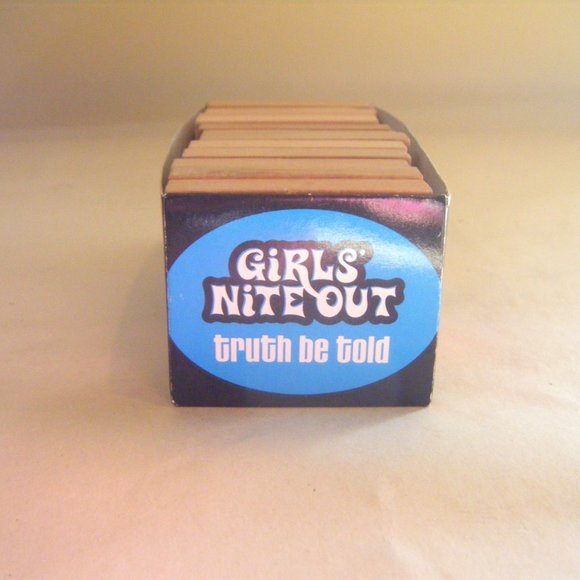 GiRLS'
NiTE OUT
truth be told